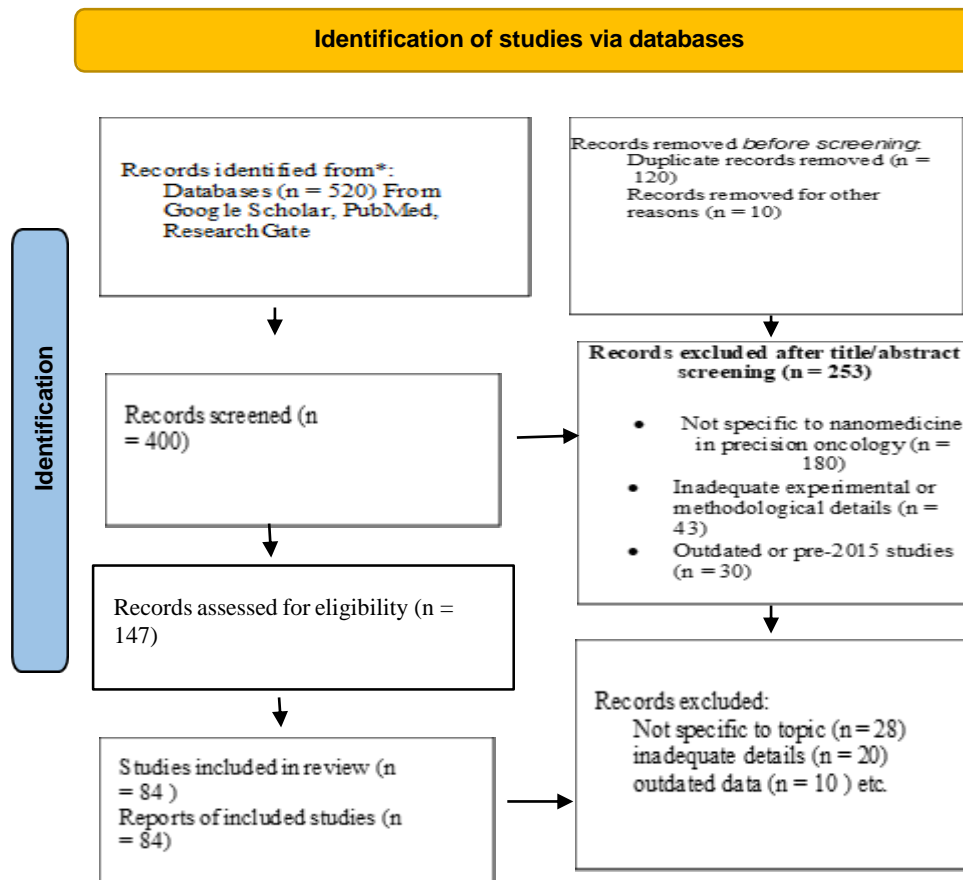 Identification of studies via databases
Records identified from*:
Databases (n = 520) From
Google Scholar, PubMed,
ResearchGate
Records removed before screening:
Duplicate records removed (n =
120)
Records removed for other
reasons (n = 10)
Identification
Records screened (n
= 400)
Records excluded after title/abstract
screening (n = 253)
● Not specific to nanomedicine
in precision oncology (n =
180)
● Inadequate experimental or
methodological details (n =
43)
● Outdated or pre-2015 studies
(n = 30)
Records assessed for eligibility (n =
147)
Records excluded:
Not specific to topic (n = 28)
inadequate details (n = 20)
outdated data (n = 10 ) etc.
Studies included in review (n
= 84 )
Reports of included studies (n
= 84)